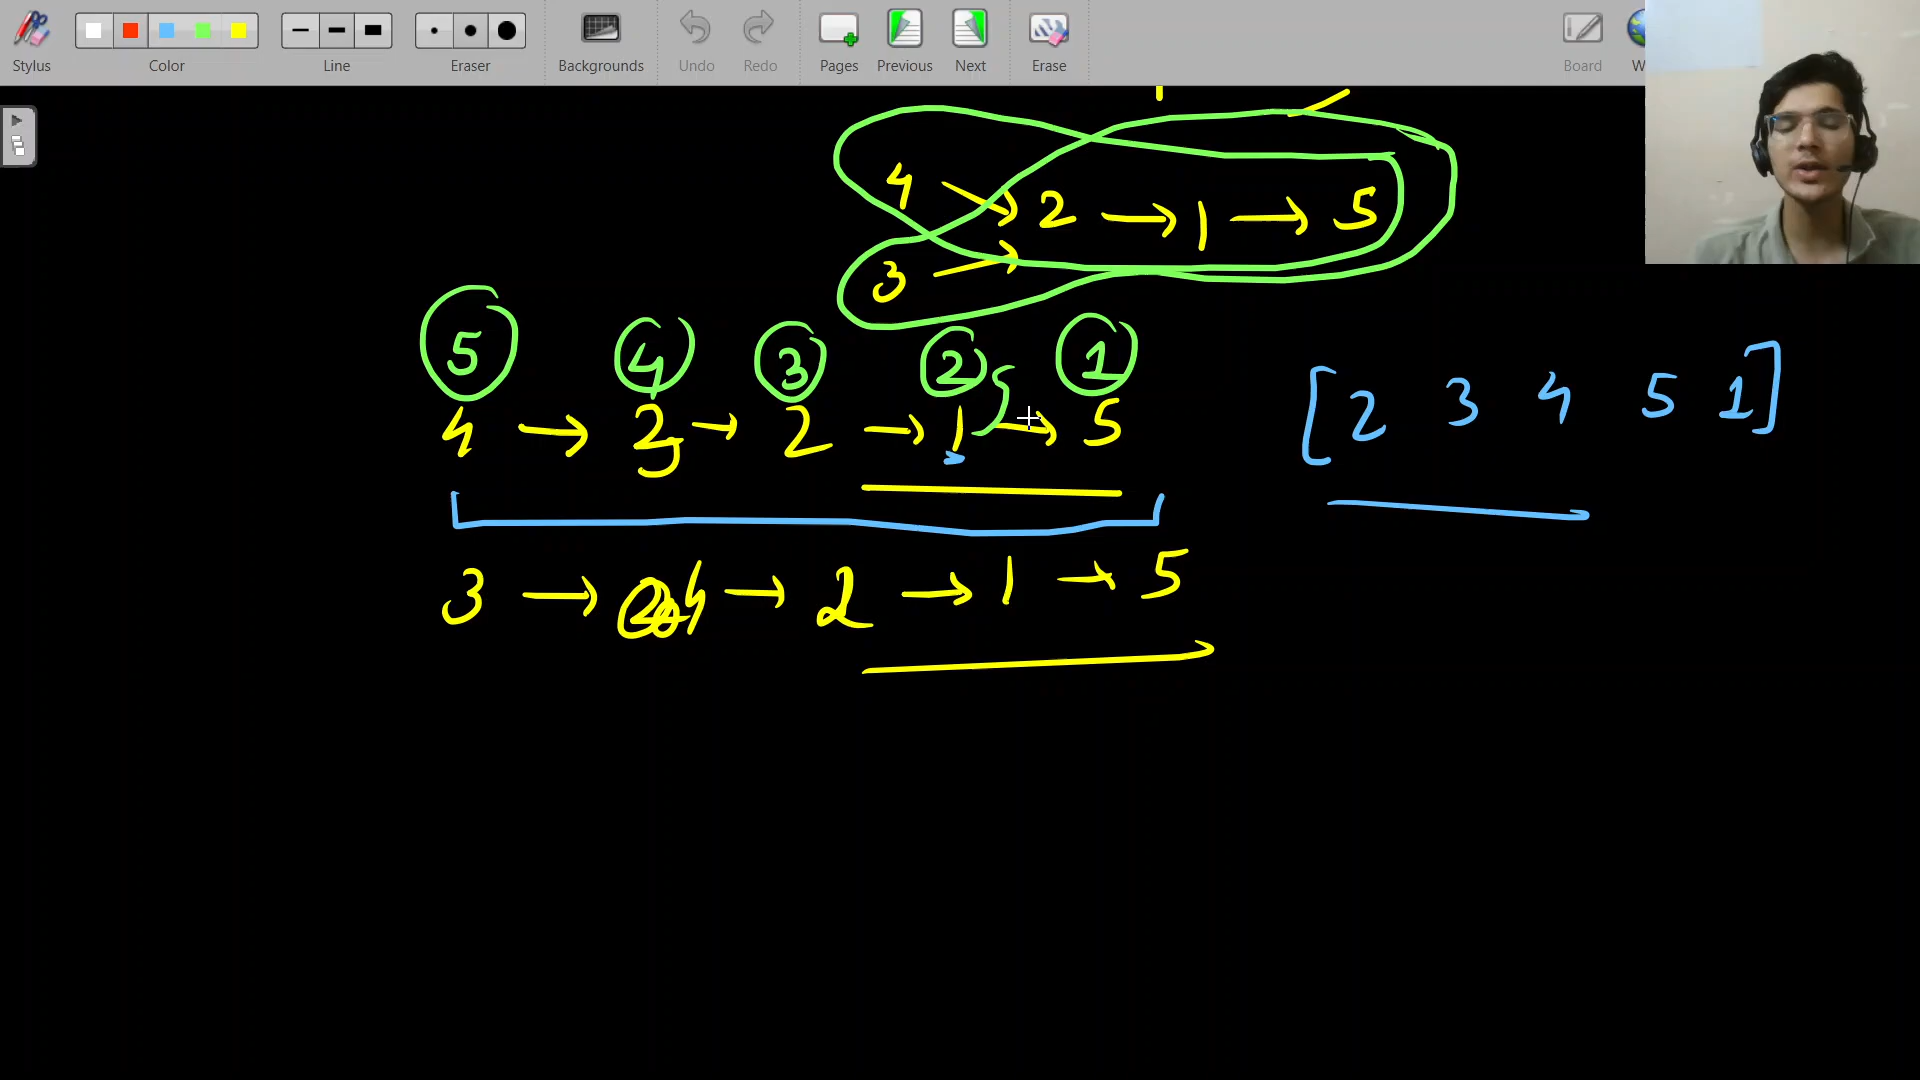 Stylus Color Line Eraser Backgrounds Undo Redo Pages Previous Next Erase Board
4 → 2 → 1 → 5
3 →
5 4 3 2 1
4 → 3 → 2 → 1 → 5
[2 3 4 5 1]
3 → 4 → 2 → 1 → 5